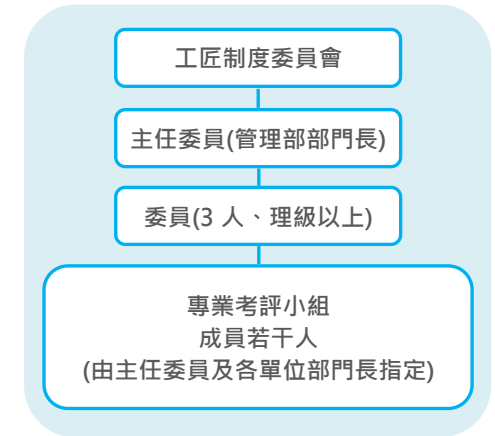 工匠制度委員會
主任委員(管理部部門長)
委員(3 人、理級以上)
專業考評小組
成員若干人
(由主任委員及各單位部門長指定)